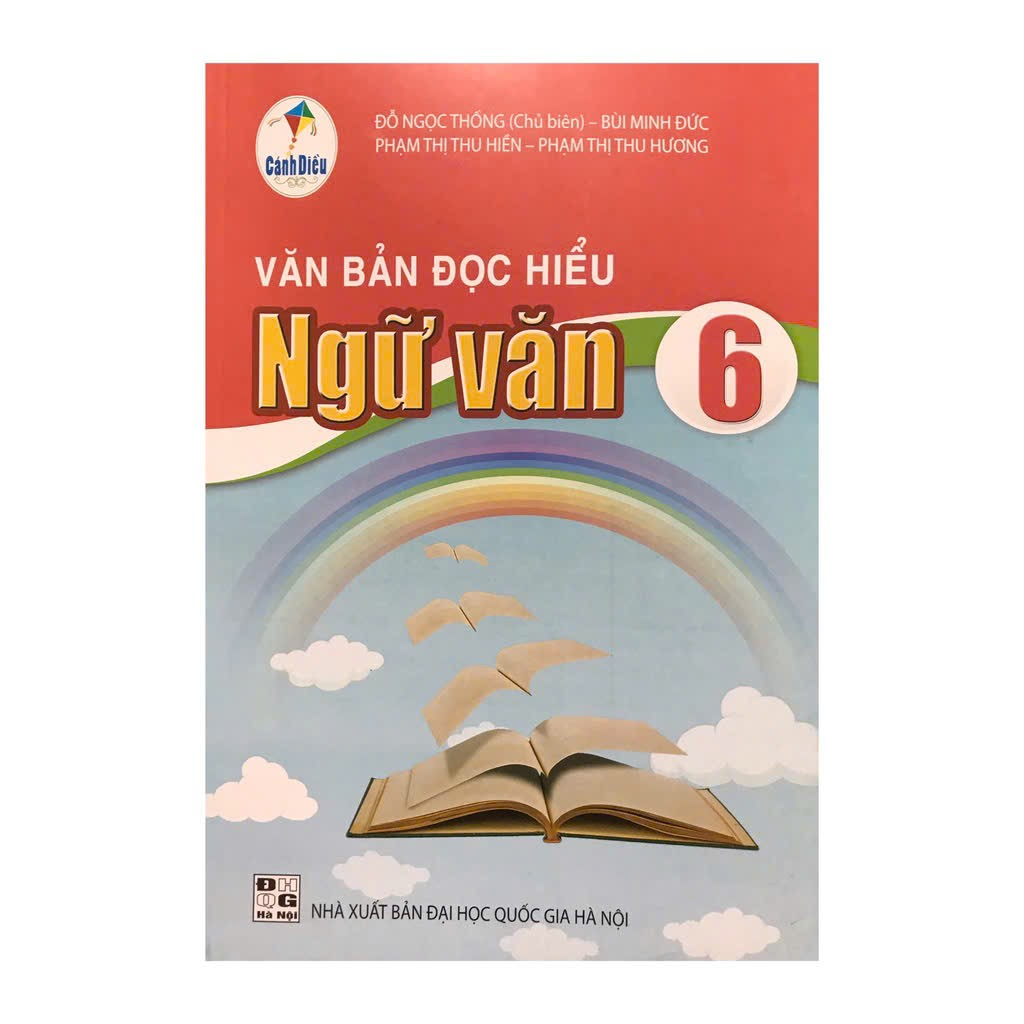 Cánh Diều
ĐỖ NGỌC THỐNG (Chủ biên) – BÙI MINH ĐỨC
PHẠM THỊ THU HIỀN – PHẠM THỊ THU HƯƠNG
VĂN BẢN ĐỌC HIỂU
Ngữ văn 6
ĐH
QG
Hà Nội
NHÀ XUẤT BẢN ĐẠI HỌC QUỐC GIA HÀ NỘI